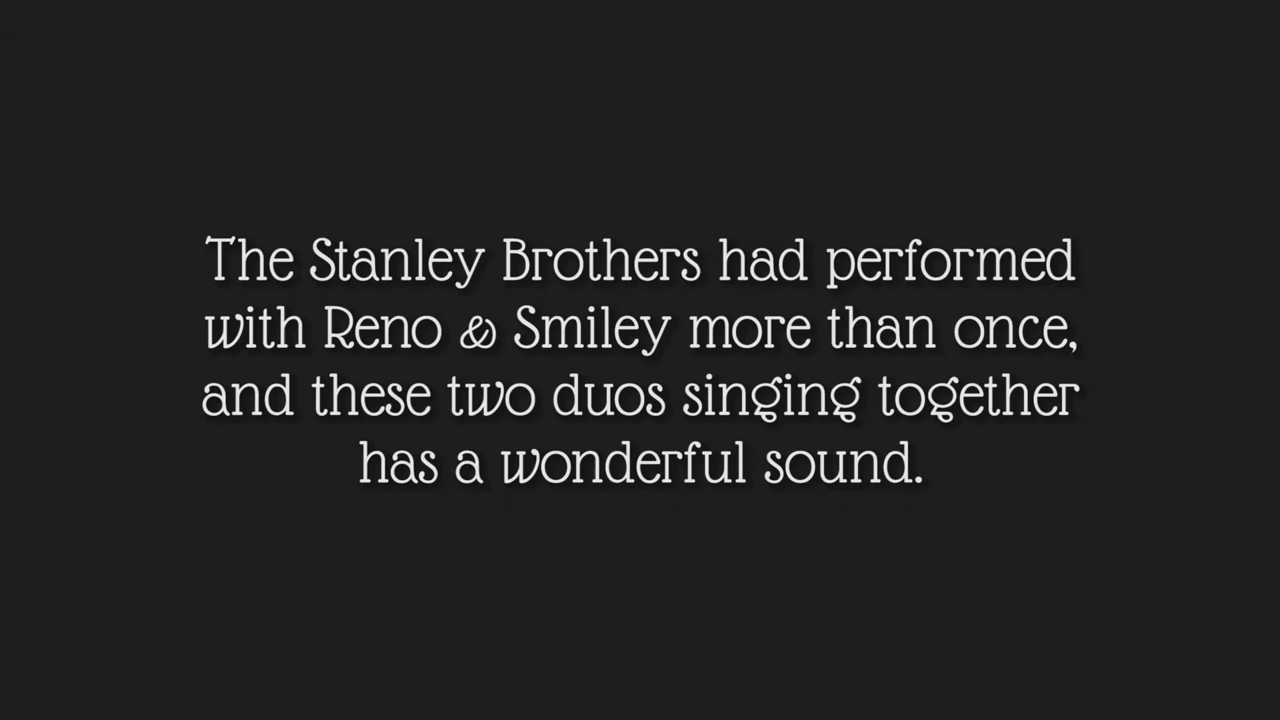 The Stanley Brothers had performed
with Reno & Smiley more than once,
and these two duos singing together
has a wonderful sound.